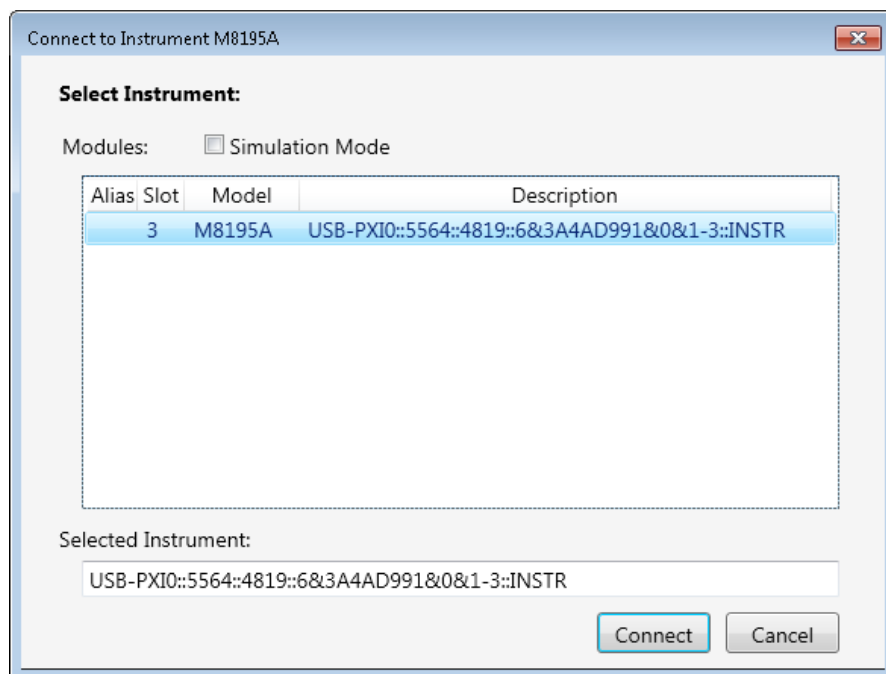 Connect to Instrument M8195A
Select Instrument:
Modules: Simulation Mode
Alias Slot Model Description
3 M8195A USB-PXI0::5564::4819::6&3A4AD991&0&1-3::INSTR
Selected Instrument:
USB-PXI0::5564::4819::6&3A4AD991&0&1-3::INSTR
Connect Cancel